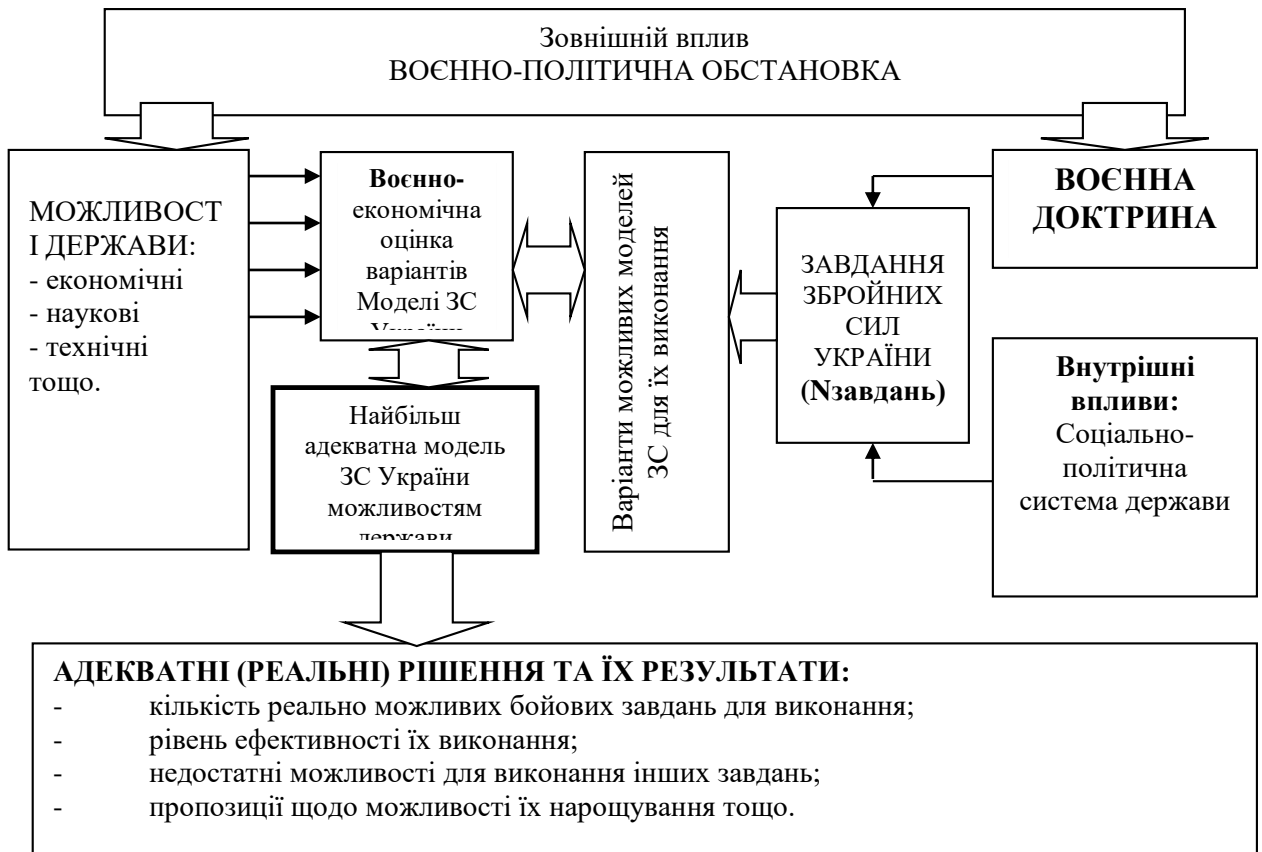 Зовнішній вплив
ВОЄННО-ПОЛІТИЧНА ОБСТАНОВКА
МОЖЛИВОСТ
І ДЕРЖАВИ:
- економічні
- наукові
- технічні
тощо.
Воєнно-
економічна
оцінка
варіантів
Моделі ЗС
України
Найбільш
адекватна модель
ЗС України
можливостям
держави
Варіанти можливих моделей
ЗС для їх виконання
ЗАВДАННЯ
ЗБРОЙНИХ
СИЛ
УКРАЇНИ
(Nзавдань)
ВОЄННА
ДОКТРИНА
Внутрішні
впливи:
Соціально-
політична
система держави
АДЕКВАТНІ (РЕАЛЬНІ) РІШЕННЯ ТА ЇХ РЕЗУЛЬТАТИ:
- кількість реально можливих бойових завдань для виконання;
- рівень ефективності їх виконання;
- недостатні можливості для виконання інших завдань;
- пропозиції щодо можливості їх нарощування тощо.